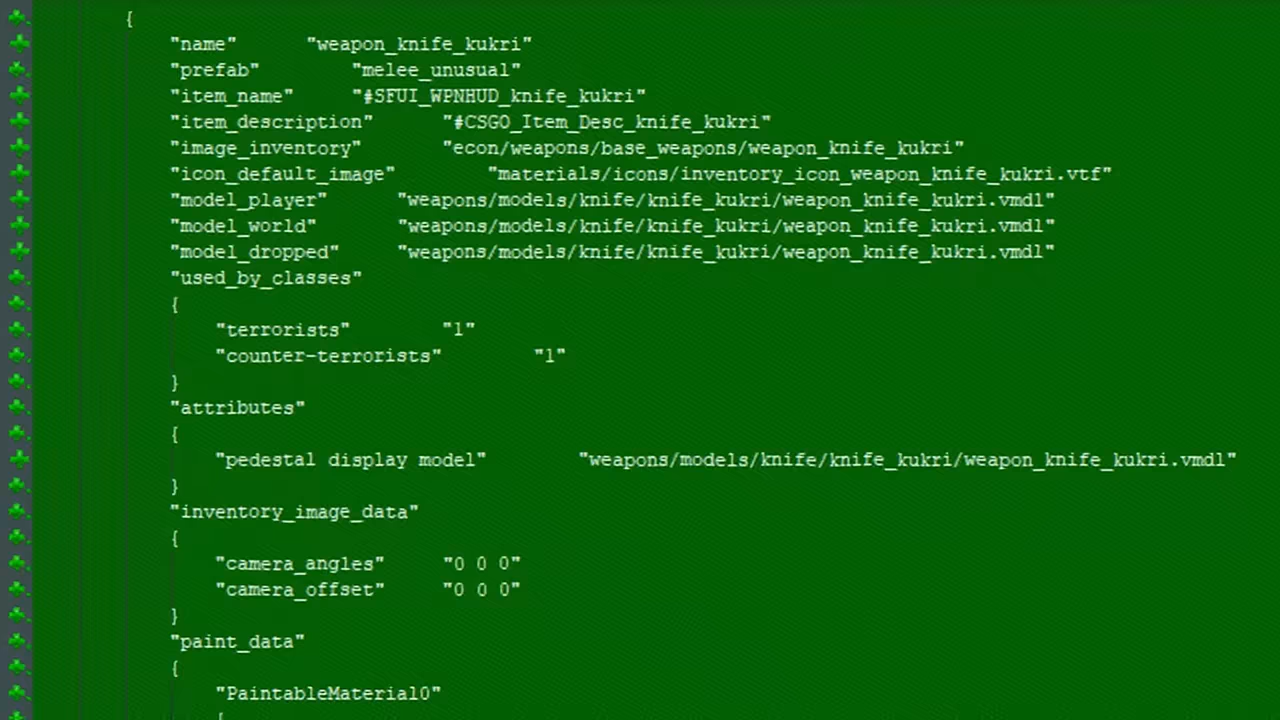 {
"name" "weapon_knife_kukri"
"prefab" "melee_unusual"
"item_name" "#SFUI_WPNHUD_knife_kukri"
"item_description" "#CSGO_Item_Desc_knife_kukri"
"image_inventory" "econ/weapons/base_weapons/weapon_knife_kukri"
"icon_default_image" "materials/icons/inventory_icon_weapon_knife_kukri.vtf"
"model_player" "weapons/models/knife/knife_kukri/weapon_knife_kukri.vmdl"
"model_world" "weapons/models/knife/knife_kukri/weapon_knife_kukri.vmdl"
"model_dropped" "weapons/models/knife/knife_kukri/weapon_knife_kukri.vmdl"
"used_by_classes"
{
"terrorists" "1"
"counter-terrorists" "1"
}
"attributes"
{
"pedestal display model" "weapons/models/knife/knife_kukri/weapon_knife_kukri.vmdl"
}
"inventory_image_data"
{
"camera_angles" "0 0 0"
"camera_offset" "0 0 0"
}
"paint_data"
{
"PaintableMaterial0"
{